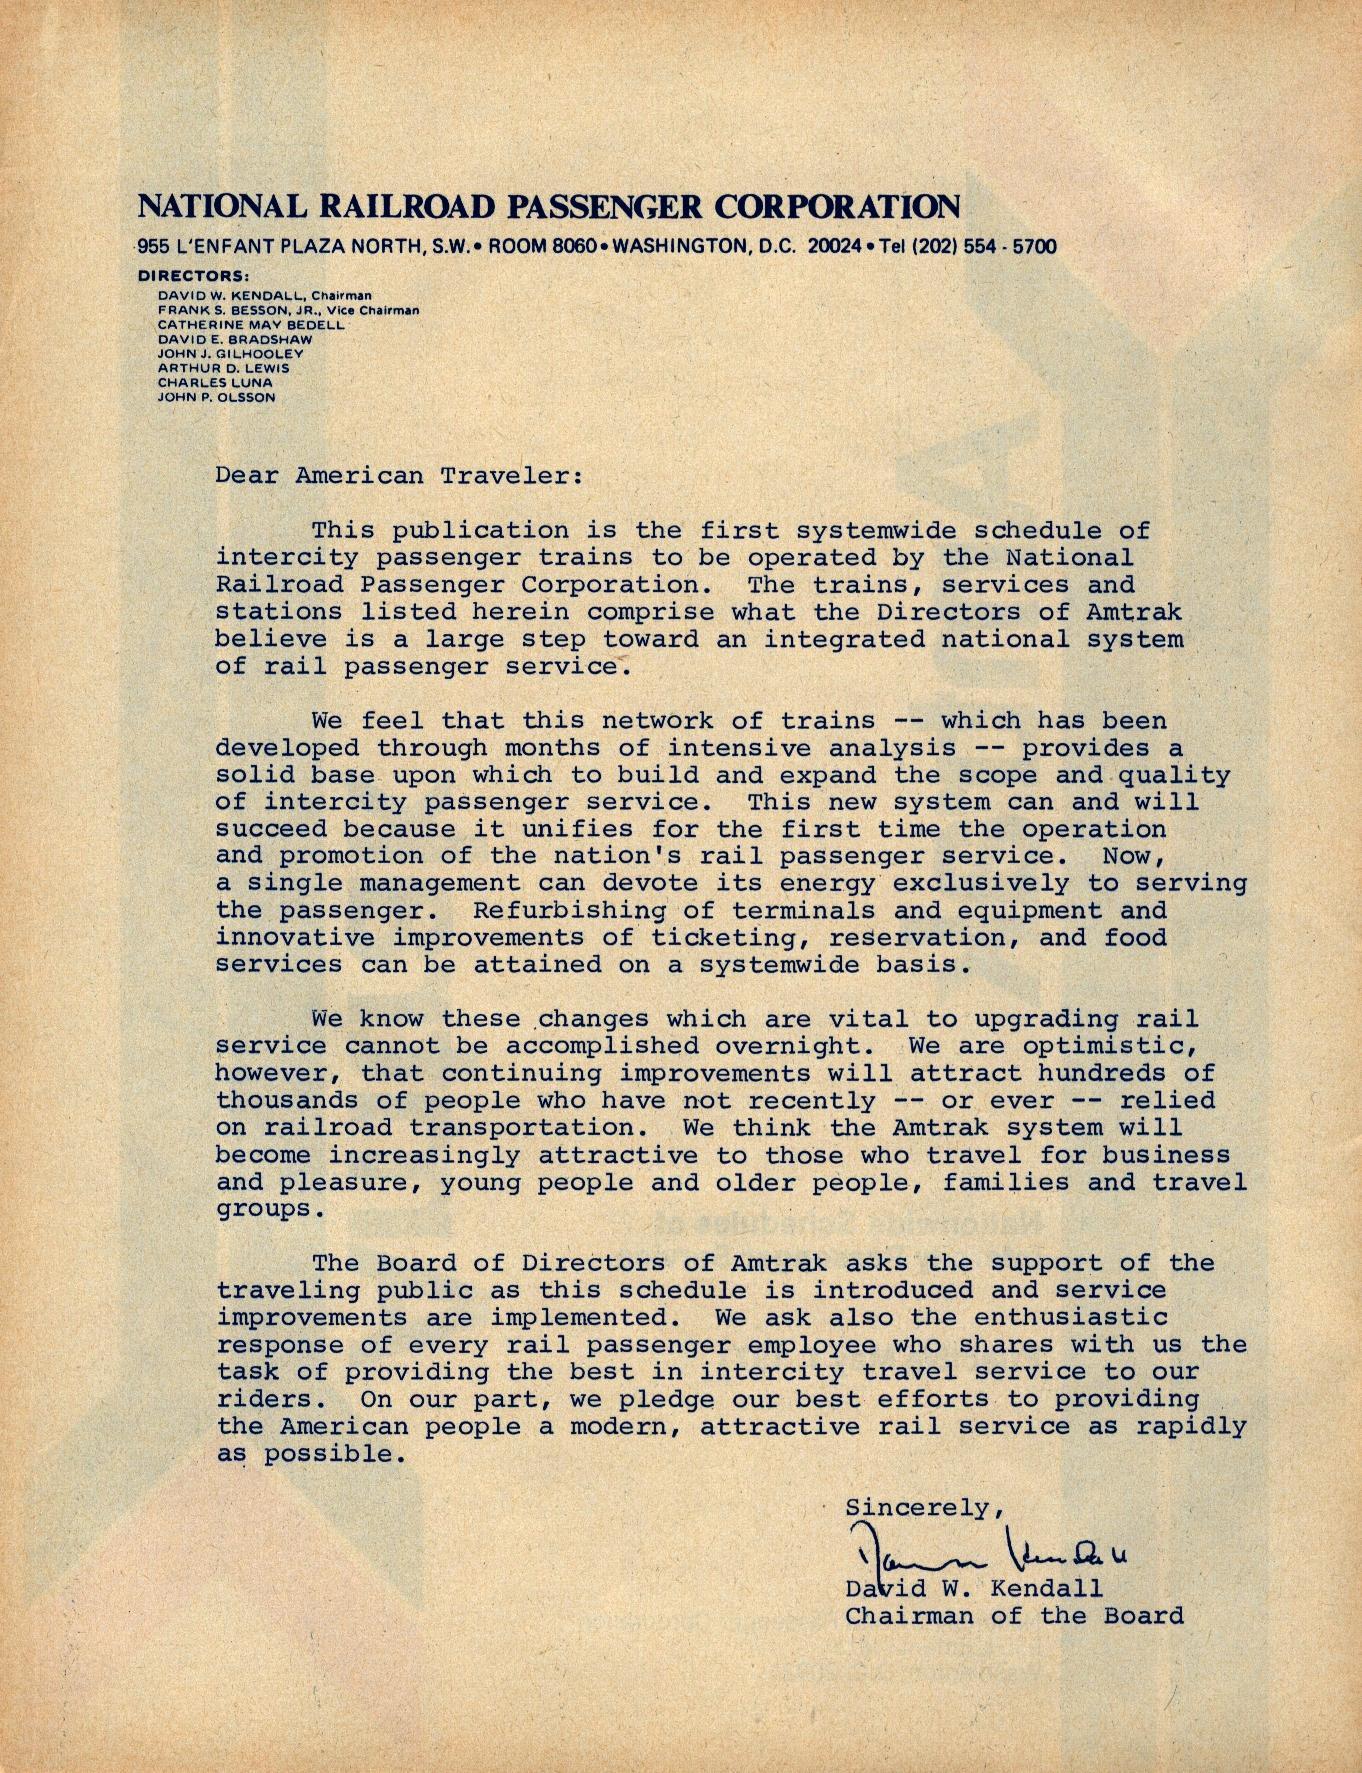 NATIONAL RAILROAD PASSENGER CORPORATION
955 L'ENFANT PLAZA NORTH, S.W. • ROOM 8060 • WASHINGTON, D.C. 20024 • Tel (202) 554 - 5700
DIRECTORS:
DAVID W. KENDALL, Chairman
FRANK S. BESSON, JR., Vice Chairman
CATHERINE MAY BEDELL
DAVID E. BRADSHAW
JOHN J. GILHOOLEY
ARTHUR D. LEWIS
CHARLES LUNA
JOHN P. OLSSON
Dear American Traveler:
This publication is the first systemwide schedule of
intercity passenger trains to be operated by the National
Railroad Passenger Corporation. The trains, services and
stations listed herein comprise what the Directors of Amtrak
believe is a large step toward an integrated national system
of rail passenger service.
We feel that this network of trains -- which has been
developed through months of intensive analysis -- provides a
solid base upon which to build and expand the scope and quality
of intercity passenger service. This new system can and will
succeed because it unifies for the first time the operation
and promotion of the nation's rail passenger service. Now,
a single management can devote its energy exclusively to serving
the passenger. Refurbishing of terminals and equipment and
innovative improvements of ticketing, reservation, and food
services can be attained on a systemwide basis.
We know these changes which are vital to upgrading rail
service cannot be accomplished overnight. We are optimistic,
however, that continuing improvements will attract hundreds of
thousands of people who have not recently -- or ever -- relied
on railroad transportation. We think the Amtrak system will
become increasingly attractive to those who travel for business
and pleasure, young people and older people, families and travel
groups.
The Board of Directors of Amtrak asks the support of the
traveling public as this schedule is introduced and service
improvements are implemented. We ask also the enthusiastic
response of every rail passenger employee who shares with us the
task of providing the best in intercity travel service to our
riders. On our part, we pledge our best efforts to providing
the American people a modern, attractive rail service as rapidly
as possible.
Sincerely,
David W. Kendall
Chairman of the Board